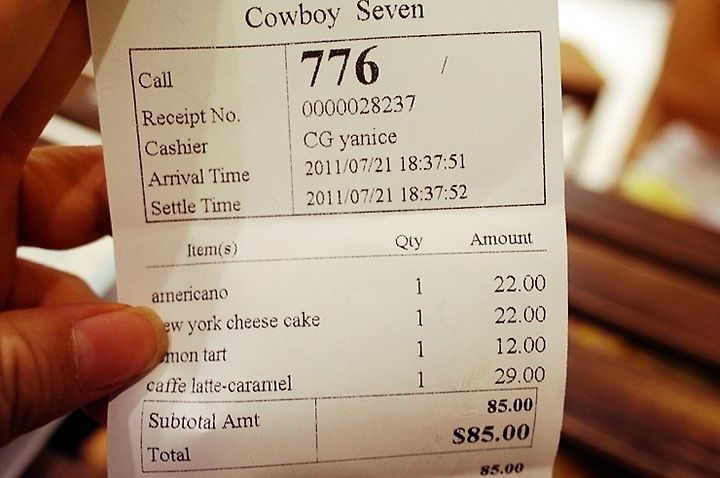 Cowboy Seven
Call 776 /
Receipt No. 0000028237
Cashier CG yanice
Arrival Time 2011/07/21 18:37:51
Settle Time 2011/07/21 18:37:52
Item(s) Qty Amount
americano 1 22.00
ew york cheese cake 1 22.00
mon tart 1 12.00
caffe latte-caramel 1 29.00
Subtotal Amt 85.00
Total $85.00
85.00